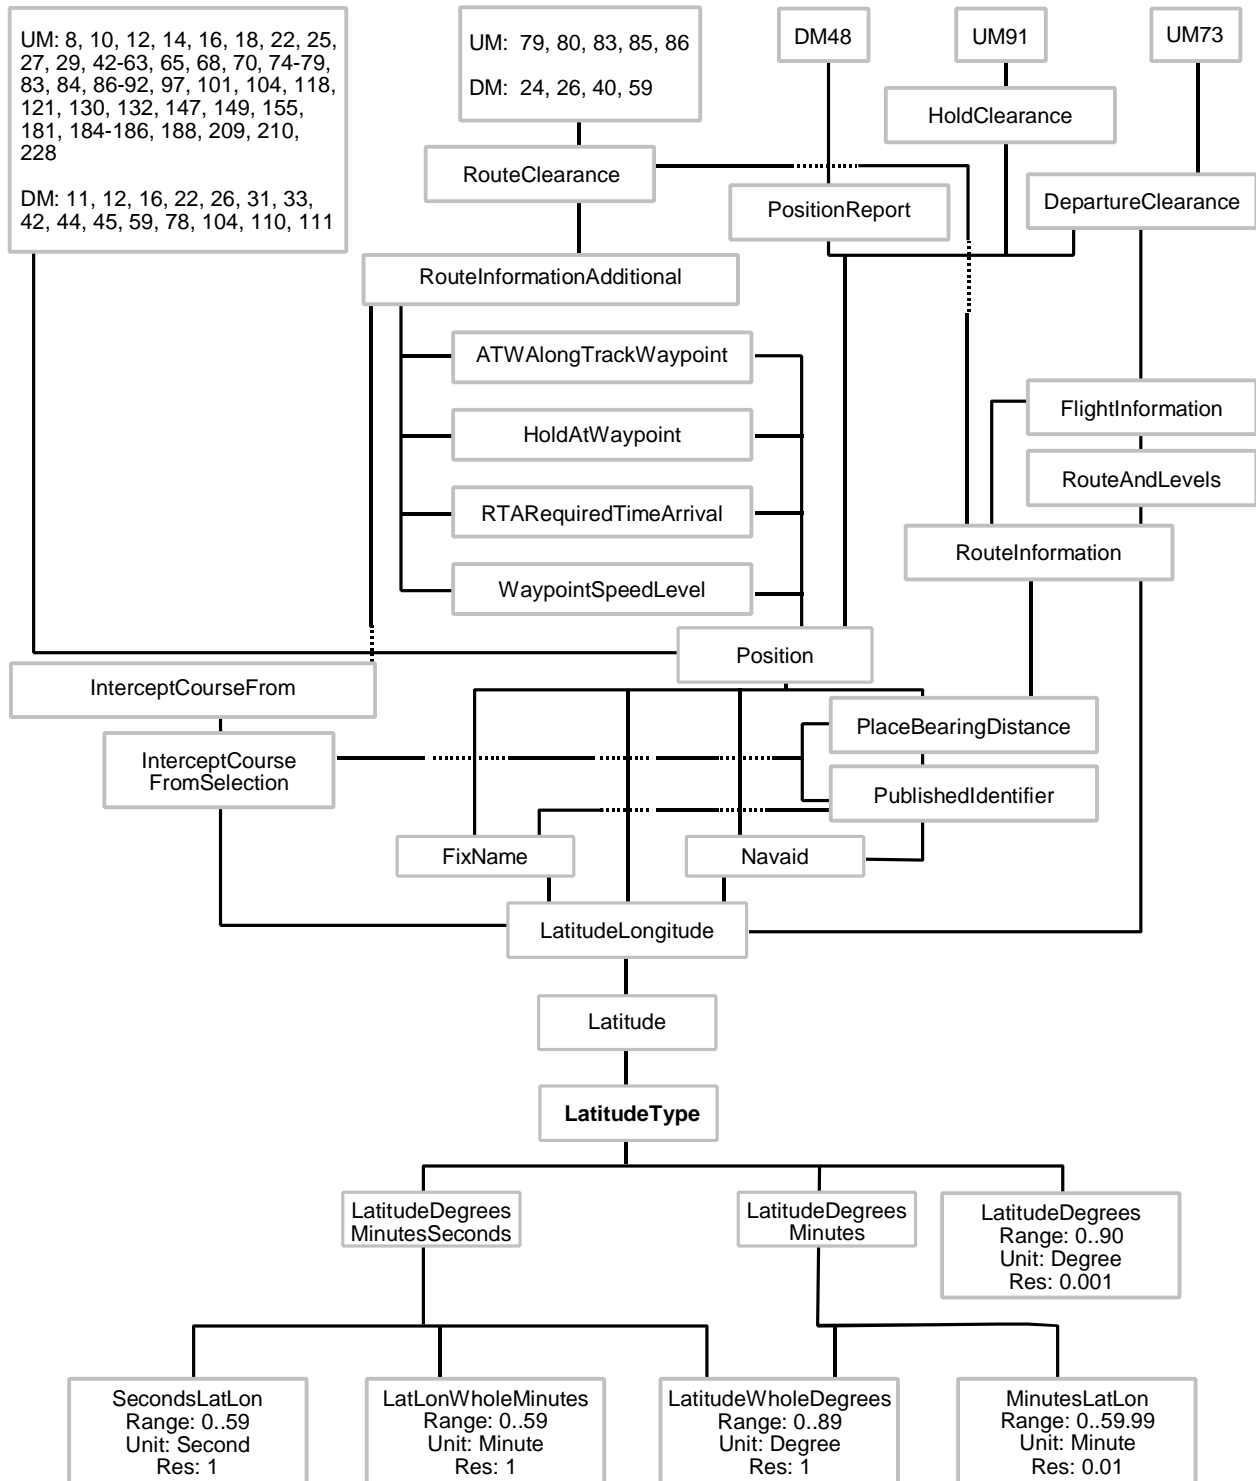 UM: 8, 10, 12, 14, 16, 18, 22, 25,
27, 29, 42-63, 65, 68, 70, 74-79,
83, 84, 86-92, 97, 101, 104, 118,
121, 130, 132, 147, 149, 155,
181, 184-186, 188, 209, 210,
228
DM: 11, 12, 16, 22, 26, 31, 33,
42, 44, 45, 59, 78, 104, 110, 111
UM: 79, 80, 83, 85, 86
DM: 24, 26, 40, 59
DM48
UM91
UM73
HoldClearance
RouteClearance
PositionReport
DepartureClearance
RouteInformationAdditional
ATWAlongTrackWaypoint
FlightInformation
HoldAtWaypoint
RouteAndLevels
RTARequiredTimeArrival
RouteInformation
WaypointSpeedLevel
Position
InterceptCourseFrom
PlaceBearingDistance
InterceptCourse
FromSelection
PublishedIdentifier
FixName
Navaid
LatitudeLongitude
Latitude
LatitudeType
LatitudeDegrees
MinutesSeconds
LatitudeDegrees
Minutes
LatitudeDegrees
Range: 0..90
Unit: Degree
Res: 0.001
SecondsLatLon
Range: 0..59
Unit: Second
Res: 1
LatLonWholeMinutes
Range: 0..59
Unit: Minute
Res: 1
LatitudeWholeDegrees
Range: 0..89
Unit: Degree
Res: 1
MinutesLatLon
Range: 0..59.99
Unit: Minute
Res: 0.01